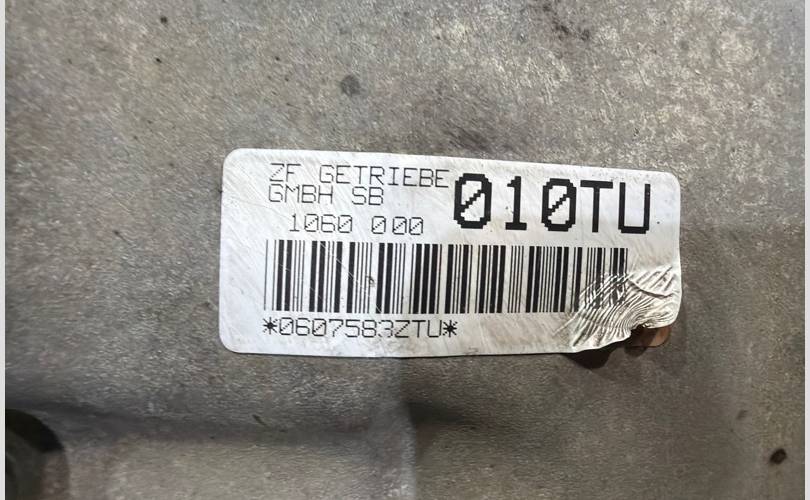 ZF GETRIEBE
GMBH SB
010TU
1060 000
*0607583ZTU*